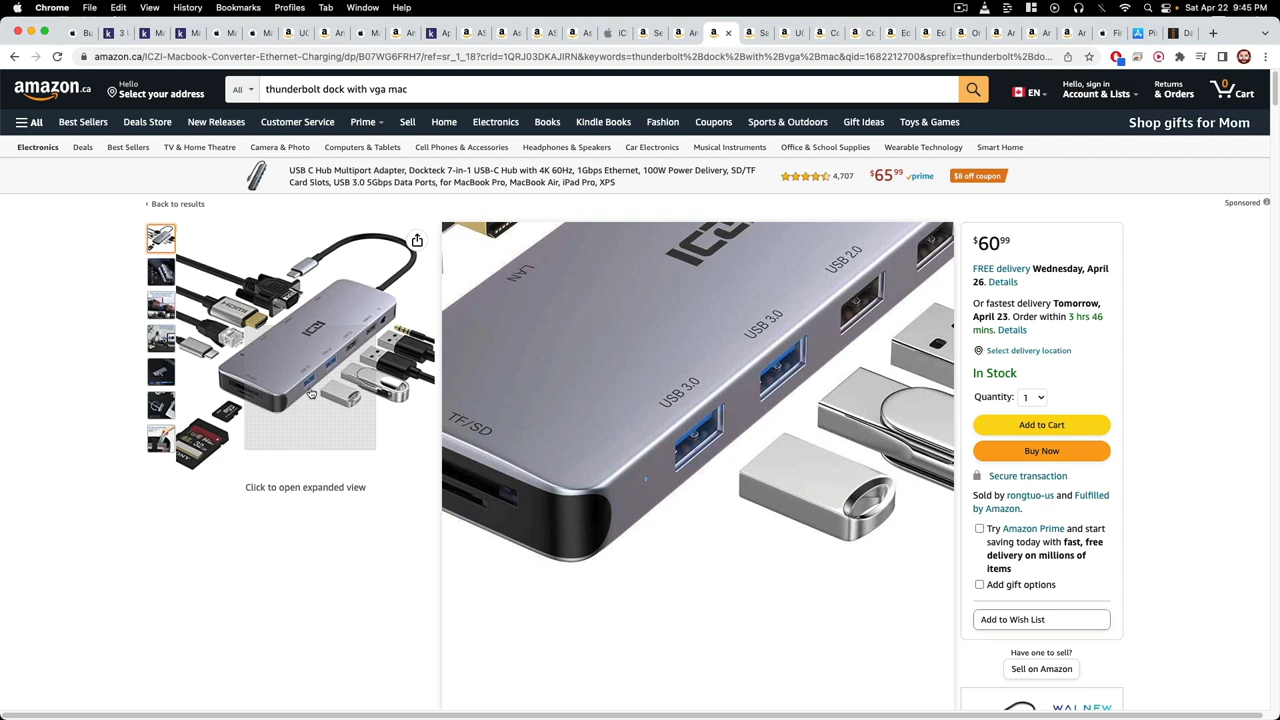 Chrome File Edit View History Bookmarks Profiles Tab Window Help Sat Apr 22 9:45 PM
amazon.ca/ICZI-Macbook-Converter-Ethernet-Charging/dp/B07WG6FRH7/ref=sr_1_18?crid=1QRJ03DKAJIRN&keywords=thunderbolt%2Bdock%2Bwith%2Bvga%2Bmac&qid=1682212700&sprefix=thunderbolt%2Bdo...
amazon.ca
Hello
Select your address
All
thunderbolt dock with vga mac
EN
Hello, sign in
Account & Lists
Returns
& Orders
0
Cart
All Best Sellers Deals Store New Releases Customer Service Prime Sell Home Electronics Books Kindle Books Fashion Coupons Sports & Outdoors Gift Ideas Toys & Games Shop gifts for Mom
Electronics Deals Best Sellers TV & Home Theatre Camera & Photo Computers & Tablets Cell Phones & Accessories Headphones & Speakers Car Electronics Musical Instruments Office & School Supplies Wearable Technology Smart Home
USB C Hub Multiport Adapter, Dockteck 7-in-1 USB-C Hub with 4K 60Hz, 1Gbps Ethernet, 100W Power Delivery, SD/TF
Card Slots, USB 3.0 5Gbps Data Ports, for MacBook Pro, MacBook Air, iPad Pro, XPS
4,707
$65.99 prime
$8 off coupon
‹ Back to results
Sponsored
HDMI
ICZI
SONY
Click to open expanded view
ICZI
LAN
USB 2.0
USB 3.0
USB 3.0
TF/SD
$60.99
FREE delivery Wednesday, April
26. Details
Or fastest delivery Tomorrow,
April 23. Order within 3 hrs 46
mins. Details
Select delivery location
In Stock
Quantity: 1
Add to Cart
Buy Now
Secure transaction
Sold by rongtuo-us and Fulfilled
by Amazon.
Try Amazon Prime and start
saving today with fast, free
delivery on millions of
items
Add gift options
Add to Wish List
Have one to sell?
Sell on Amazon
WALNEW